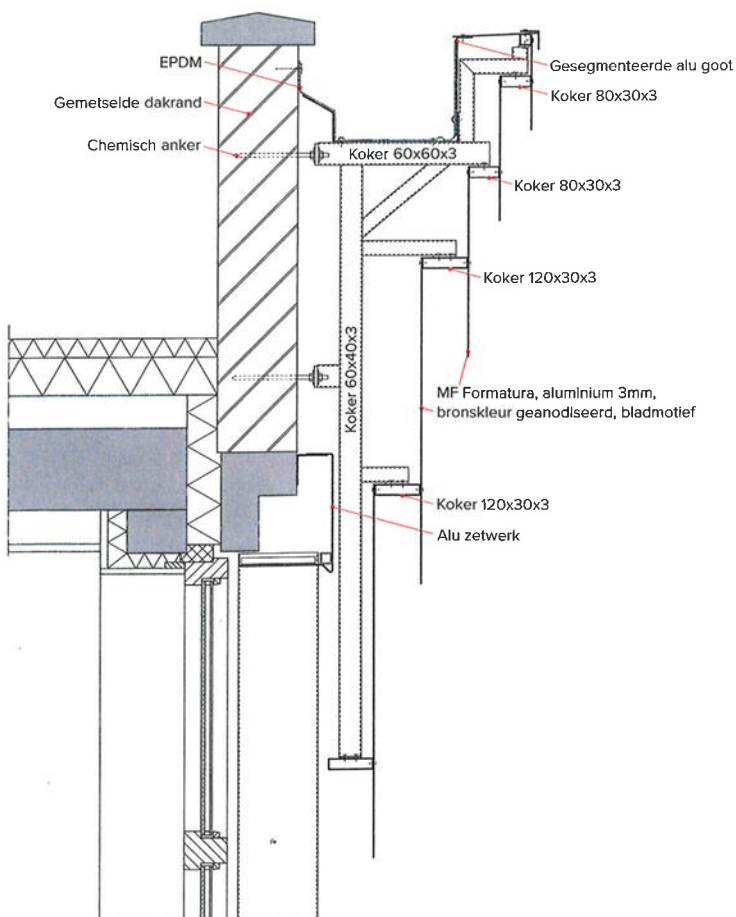 EPDM
Gesegmenteerde alu goot
Koker 80x30x3
Gemetselde dakrand
Chemisch anker
Koker 60x60x3
Koker 80x30x3
Koker 120x30x3
Koker 60x40x3
MF Formatura, aluminium 3mm,
bronskleur geanodiseerd, bladmotief
Koker 120x30x3
Alu zetwerk